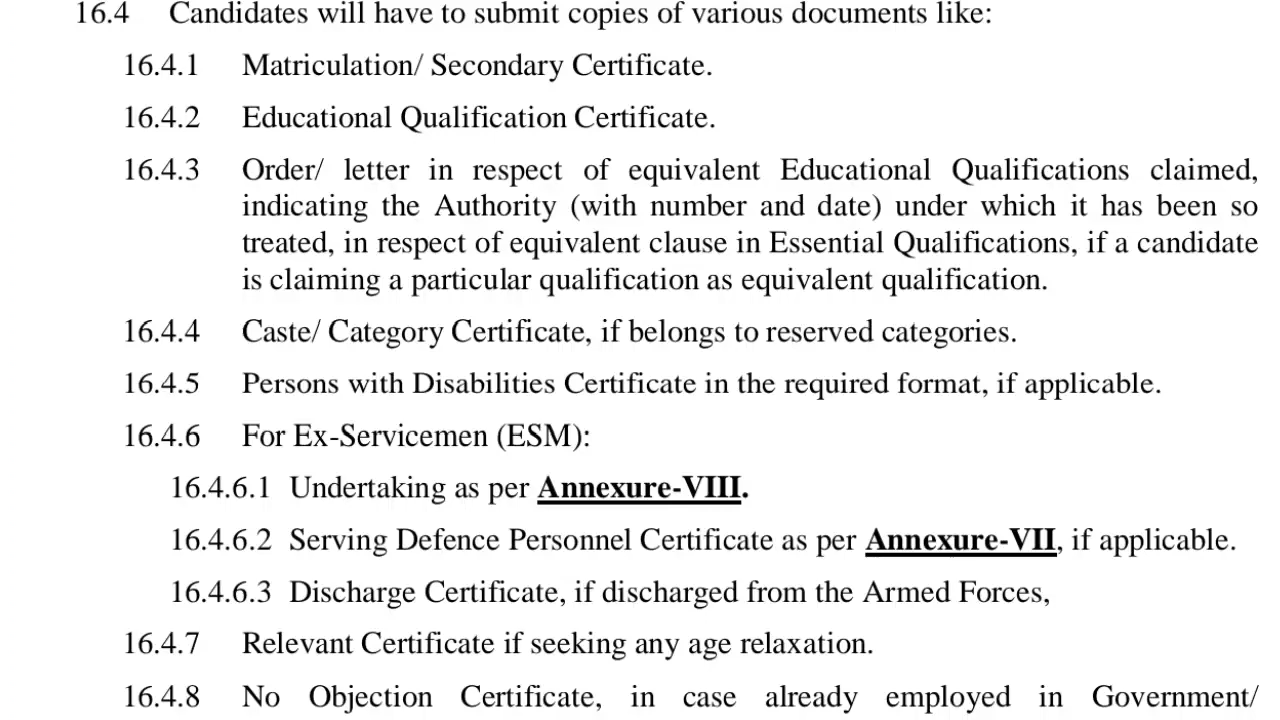 16.4 Candidates will have to submit copies of various documents like:
16.4.1 Matriculation/ Secondary Certificate.
16.4.2 Educational Qualification Certificate.
16.4.3 Order/ letter in respect of equivalent Educational Qualifications claimed,
indicating the Authority (with number and date) under which it has been so
treated, in respect of equivalent clause in Essential Qualifications, if a candidate
is claiming a particular qualification as equivalent qualification.
16.4.4 Caste/ Category Certificate, if belongs to reserved categories.
16.4.5 Persons with Disabilities Certificate in the required format, if applicable.
16.4.6 For Ex-Servicemen (ESM):
16.4.6.1 Undertaking as per Annexure-VIII.
16.4.6.2 Serving Defence Personnel Certificate as per Annexure-VII, if applicable.
16.4.6.3 Discharge Certificate, if discharged from the Armed Forces,
16.4.7 Relevant Certificate if seeking any age relaxation.
16.4.8 No Objection Certificate, in case already employed in Government/